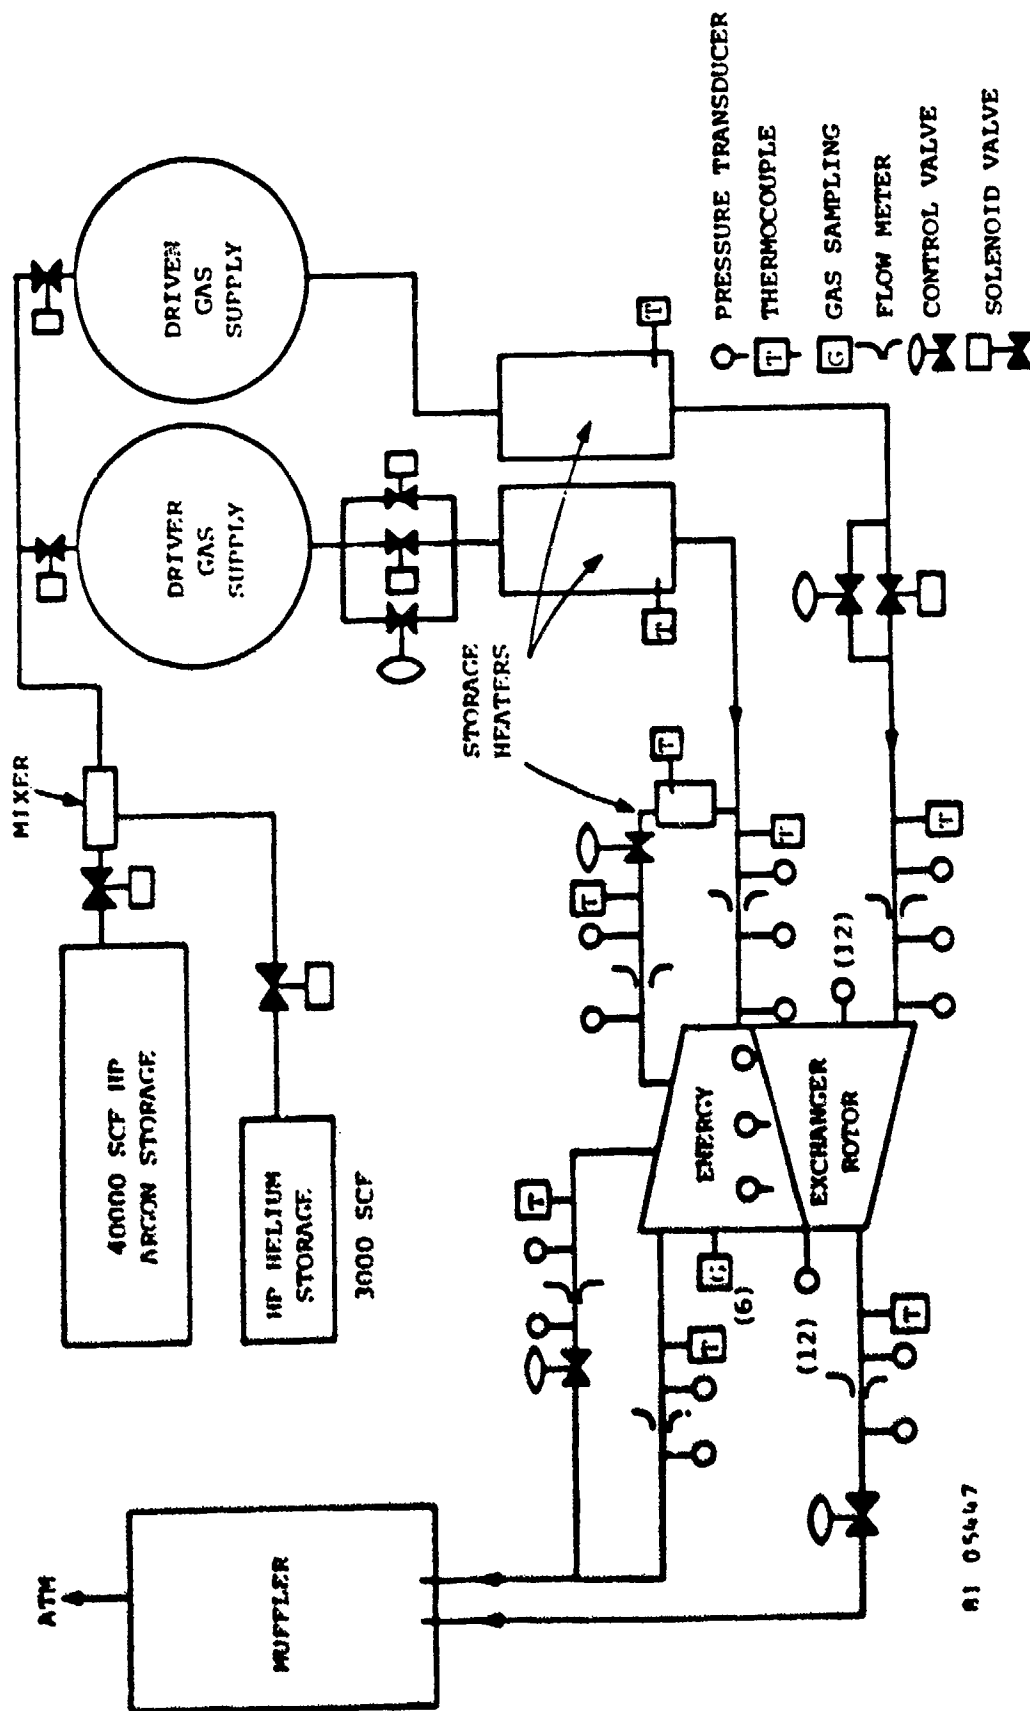 ATM
MUFFLER
4000 SCF HP
ARGON STORAGE
HP HELIUM
STORAGE
3000 SCF
MIXER
DRIVER
GAS
SUPPLY
DRIVEN
GAS
SUPPLY
STORAGE
HEATERS
T
T
T
T
T
T
T
T
T
T
G
(6)
(12)
(12)
ENERGY
EXCHANGER
ROTOR
PRESSURE TRANSDUCER
T THERMOCOUPLE
G GAS SAMPLING
FLOW METER
CONTROL VALVE
SOLENOID VALVE